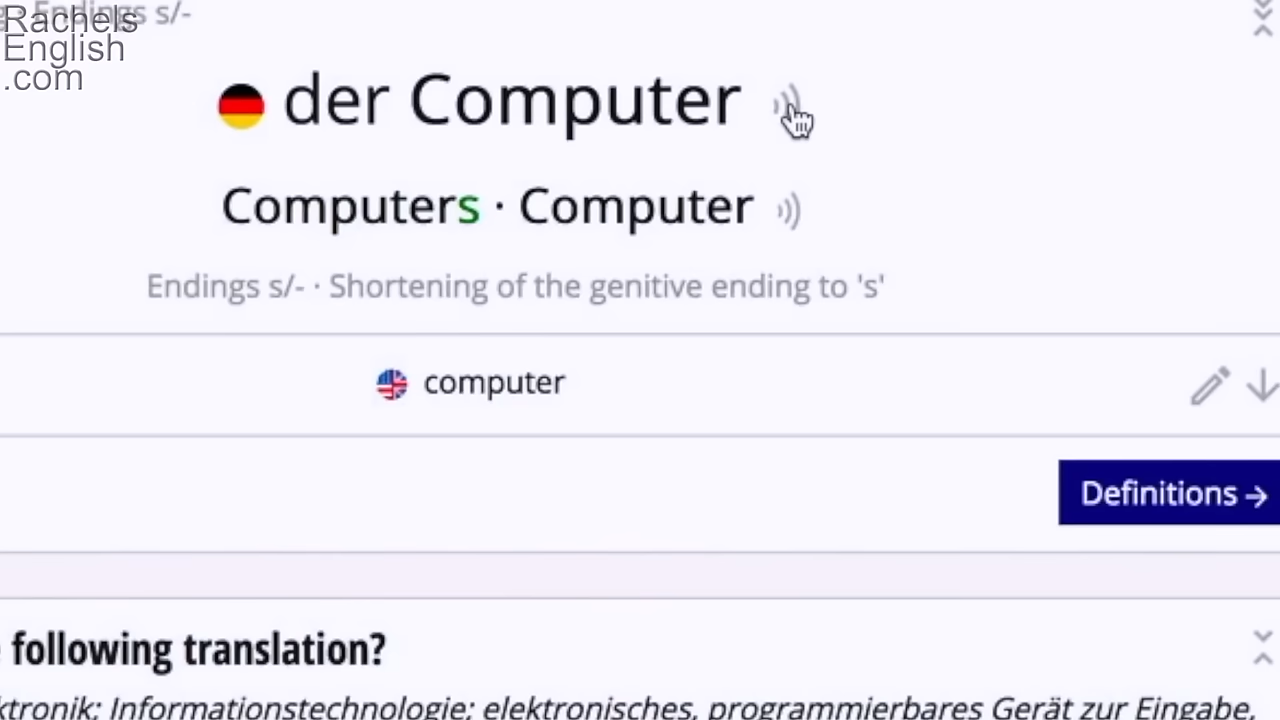 Endings s/-
Rachels
English
.com
der Computer
Computers · Computer
Endings s/- · Shortening of the genitive ending to 's'
computer
Definitions →
following translation?
Informationstechnologie; elektronisches, programmierbares Gerät zur Eingabe,